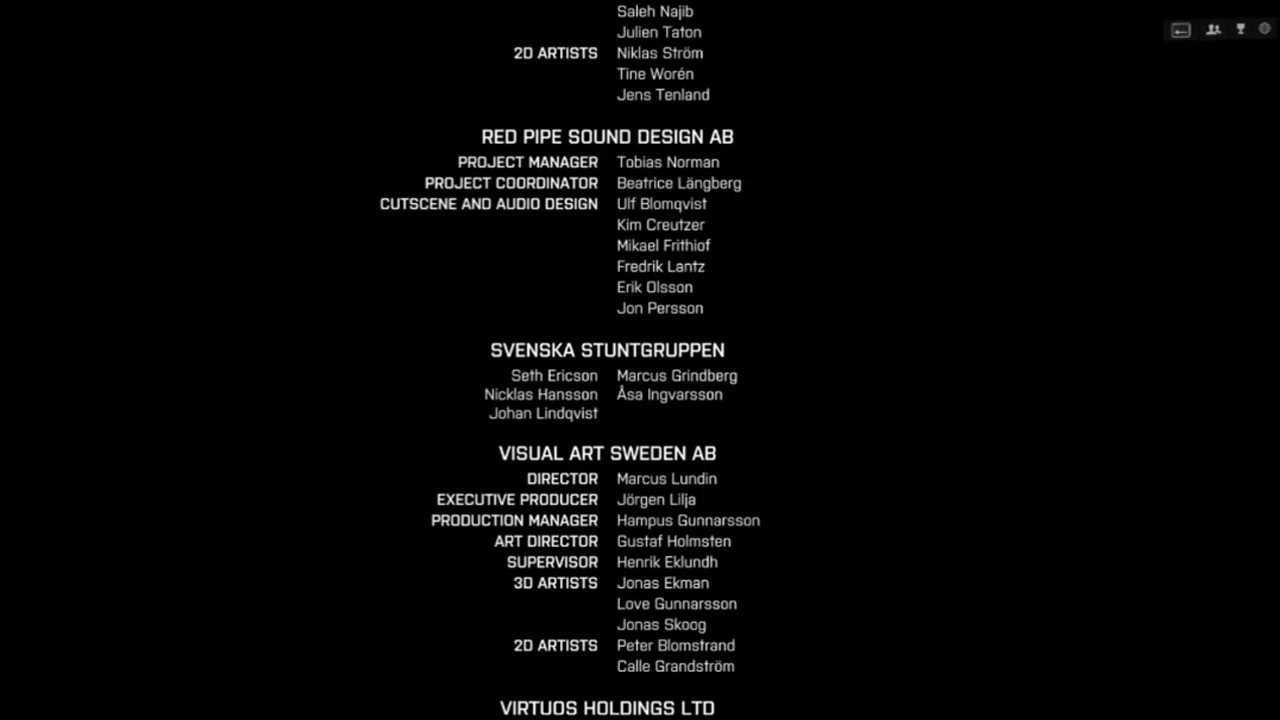 Saleh Najib
Julien Taton
2D ARTISTS Niklas Ström
Tine Worén
Jens Tenland
RED PIPE SOUND DESIGN AB
PROJECT MANAGER Tobias Norman
PROJECT COORDINATOR Beatrice Längberg
CUTSCENE AND AUDIO DESIGN Ulf Blomqvist
Kim Creutzer
Mikael Frithiof
Fredrik Lantz
Erik Olsson
Jon Persson
SVENSKA STUNTGRUPPEN
Seth Ericson Marcus Grindberg
Nicklas Hansson Åsa Ingvarsson
Johan Lindqvist
VISUAL ART SWEDEN AB
DIRECTOR Marcus Lundin
EXECUTIVE PRODUCER Jörgen Lilja
PRODUCTION MANAGER Hampus Gunnarsson
ART DIRECTOR Gustaf Holmsten
SUPERVISOR Henrik Eklundh
3D ARTISTS Jonas Ekman
Love Gunnarsson
Jonas Skoog
2D ARTISTS Peter Blomstrand
Calle Grandström
VIRTUOS HOLDINGS LTD